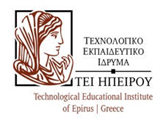 ΤΕΧΝΟΛΟΓΙΚΟ
ΕΚΠΑΙΔΕΥΤΙΚΟ
ΙΔΡΥΜΑ
ΤΕΙ ΗΠΕΙΡΟΥ
Technological Educational Institute
of Epirus | Greece